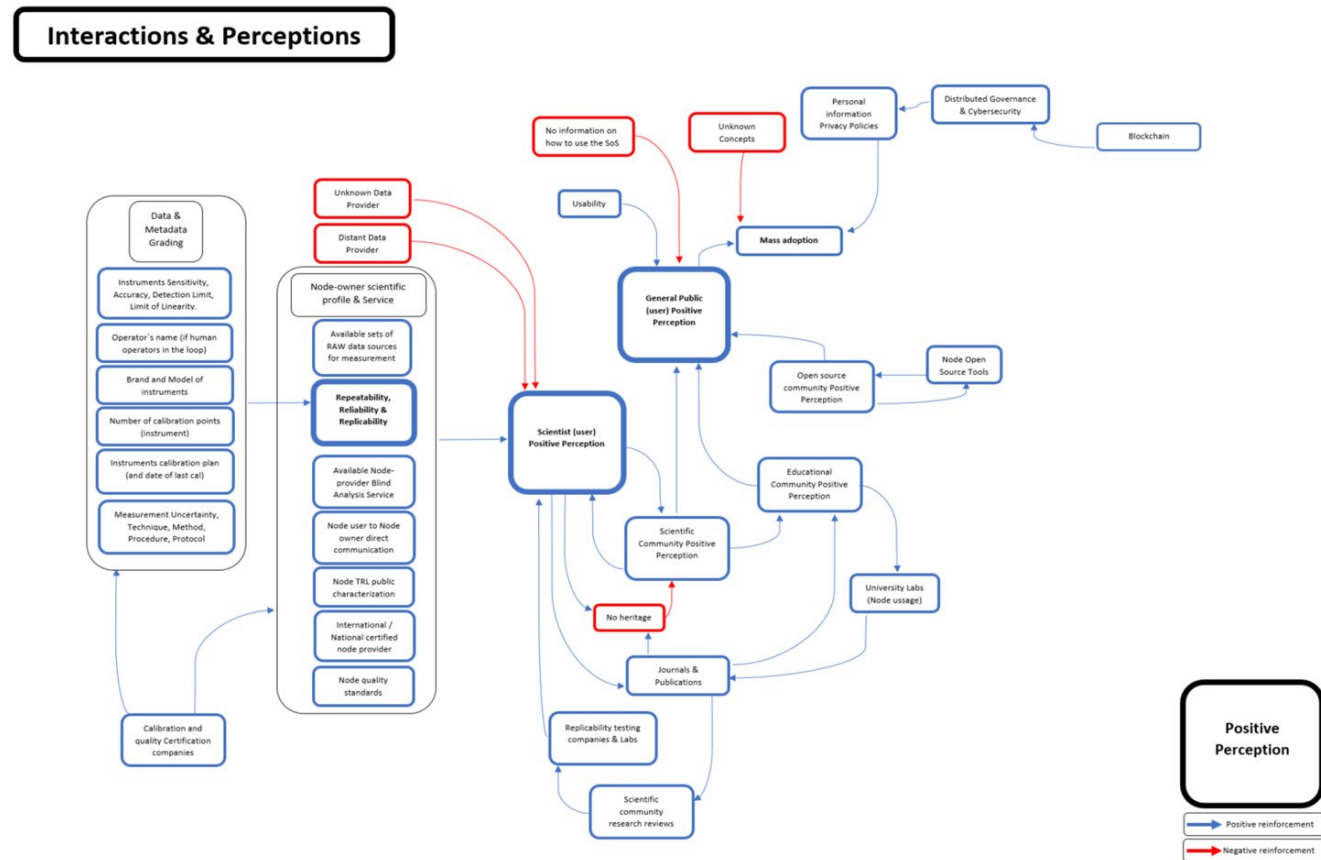 Interactions & Perceptions
Personal
information
Privacy Policies
Distributed Governance
& Cybersecurity
Blockchain
No information on
how to use the SoS
Unknown
Concepts
Unknown Data
Provider
Distant Data
Provider
Usability
Mass adoption
Data &
Metadata
Grading
Instruments Sensitivity,
Accuracy, Detection Limit,
Limit of Linearity.
Operator´s name (if human
operators in the loop)
Brand and Model of
instruments
Number of calibration points
(instrument)
Instruments calibration plan
(and date of last cal)
Measurement Uncertainty,
Technique, Method,
Procedure, Protocol
Node-owner scientific
profile & Service
Available sets of
RAW data sources
for measurement
Repeatability,
Reliability &
Replicability
Available Node-
provider Blind
Analysis Service
Node user to Node
owner direct
communication
Node TRL public
characterization
International /
National certified
node provider
Node quality
standards
Calibration and
quality Certification
companies
General Public
(user) Positive
Perception
Scientist (user)
Positive Perception
Open source
community Positive
Perception
Node Open
Source Tools
Educational
Community Positive
Perception
Scientific
Community Positive
Perception
University Labs
(Node ussage)
No heritage
Journals &
Publications
Replicability testing
companies & Labs
Scientific
community
research reviews
Positive
Perception
Positive reinforcement
Negative reinforcement